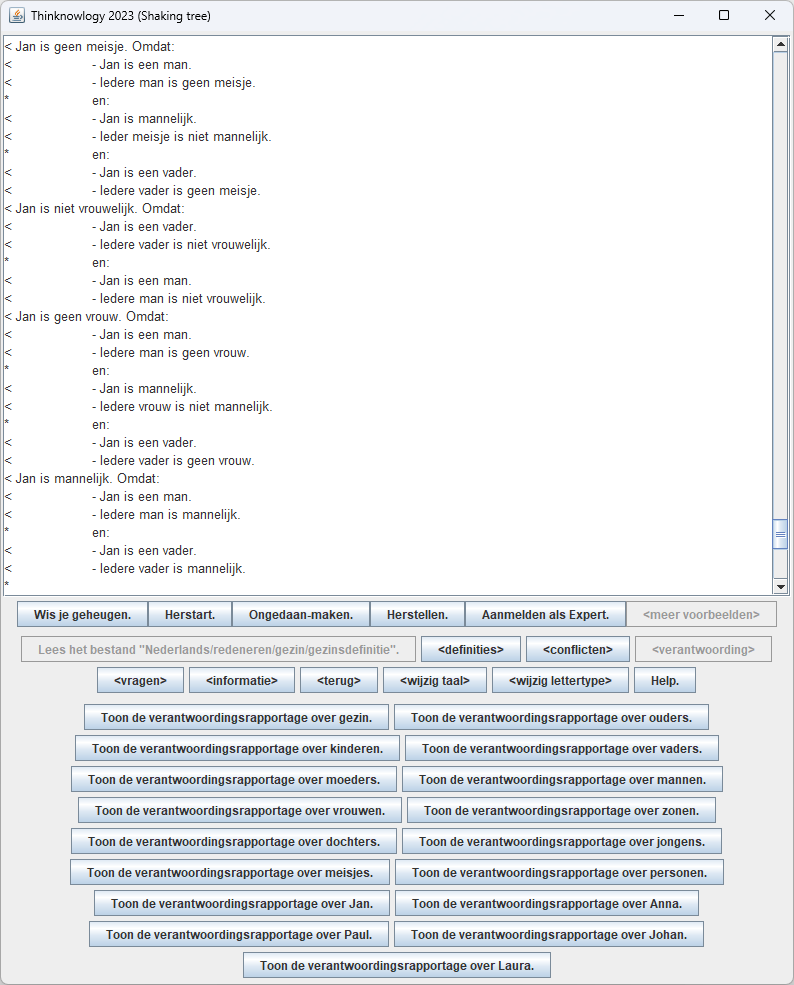 Thinknowlogy 2023 (Shaking tree)
< Jan is geen meisje. Omdat:
< - Jan is een man.
< - Iedere man is geen meisje.
* en:
< - Jan is mannelijk.
< - Ieder meisje is niet mannelijk.
* en:
< - Jan is een vader.
< - Iedere vader is geen meisje.
< Jan is niet vrouwelijk. Omdat:
< - Jan is een vader.
< - Iedere vader is niet vrouwelijk.
* en:
< - Jan is een man.
< - Iedere man is niet vrouwelijk.
< Jan is geen vrouw. Omdat:
< - Jan is een man.
< - Iedere man is geen vrouw.
* en:
< - Jan is mannelijk.
< - Iedere vrouw is niet mannelijk.
* en:
< - Jan is een vader.
< - Iedere vader is geen vrouw.
< Jan is mannelijk. Omdat:
< - Jan is een man.
< - Iedere man is mannelijk.
* en:
< - Jan is een vader.
< - Iedere vader is mannelijk.
*
Wis je geheugen. Herstart. Ongedaan-maken. Herstellen. Aanmelden als Expert. <meer voorbeelden>
Lees het bestand "Nederlands/redeneren/gezin/gezinsdefinitie". <definities> <conflicten> <verantwoording>
<vragen> <informatie> <terug> <wijzig taal> <wijzig lettertype> Help.
Toon de verantwoordingsrapportage over gezin. Toon de verantwoordingsrapportage over ouders.
Toon de verantwoordingsrapportage over kinderen. Toon de verantwoordingsrapportage over vaders.
Toon de verantwoordingsrapportage over moeders. Toon de verantwoordingsrapportage over mannen.
Toon de verantwoordingsrapportage over vrouwen. Toon de verantwoordingsrapportage over zonen.
Toon de verantwoordingsrapportage over dochters. Toon de verantwoordingsrapportage over jongens.
Toon de verantwoordingsrapportage over meisjes. Toon de verantwoordingsrapportage over personen.
Toon de verantwoordingsrapportage over Jan. Toon de verantwoordingsrapportage over Anna.
Toon de verantwoordingsrapportage over Paul. Toon de verantwoordingsrapportage over Johan.
Toon de verantwoordingsrapportage over Laura.